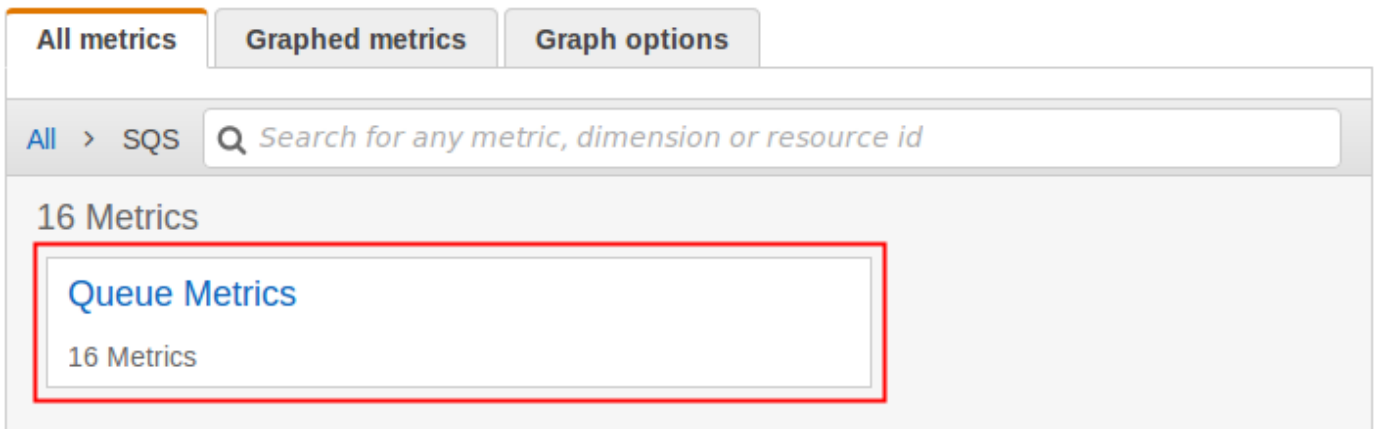 All metrics Graphed metrics Graph options
All > SQS Search for any metric, dimension or resource id
16 Metrics
Queue Metrics
16 Metrics